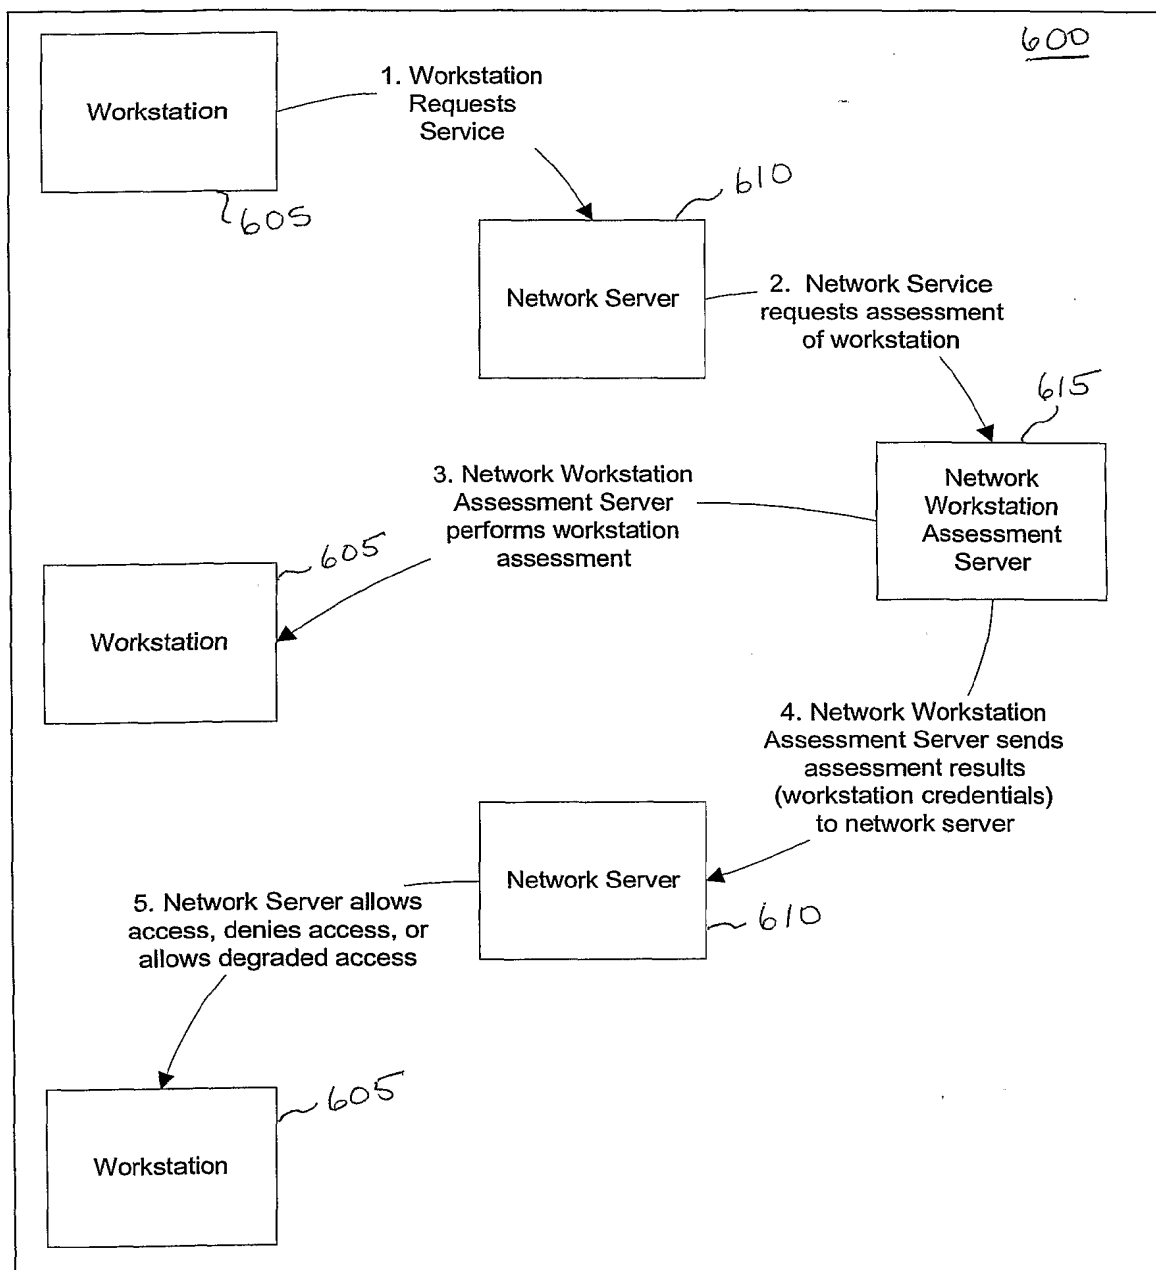 600
Workstation
605
1. Workstation
Requests
Service
610
Network Server
2. Network Service
requests assessment
of workstation
615
Network
Workstation
Assessment
Server
3. Network Workstation
Assessment Server
performs workstation
assessment
605
Workstation
4. Network Workstation
Assessment Server sends
assessment results
(workstation credentials)
to network server
Network Server
610
5. Network Server allows
access, denies access, or
allows degraded access
605
Workstation